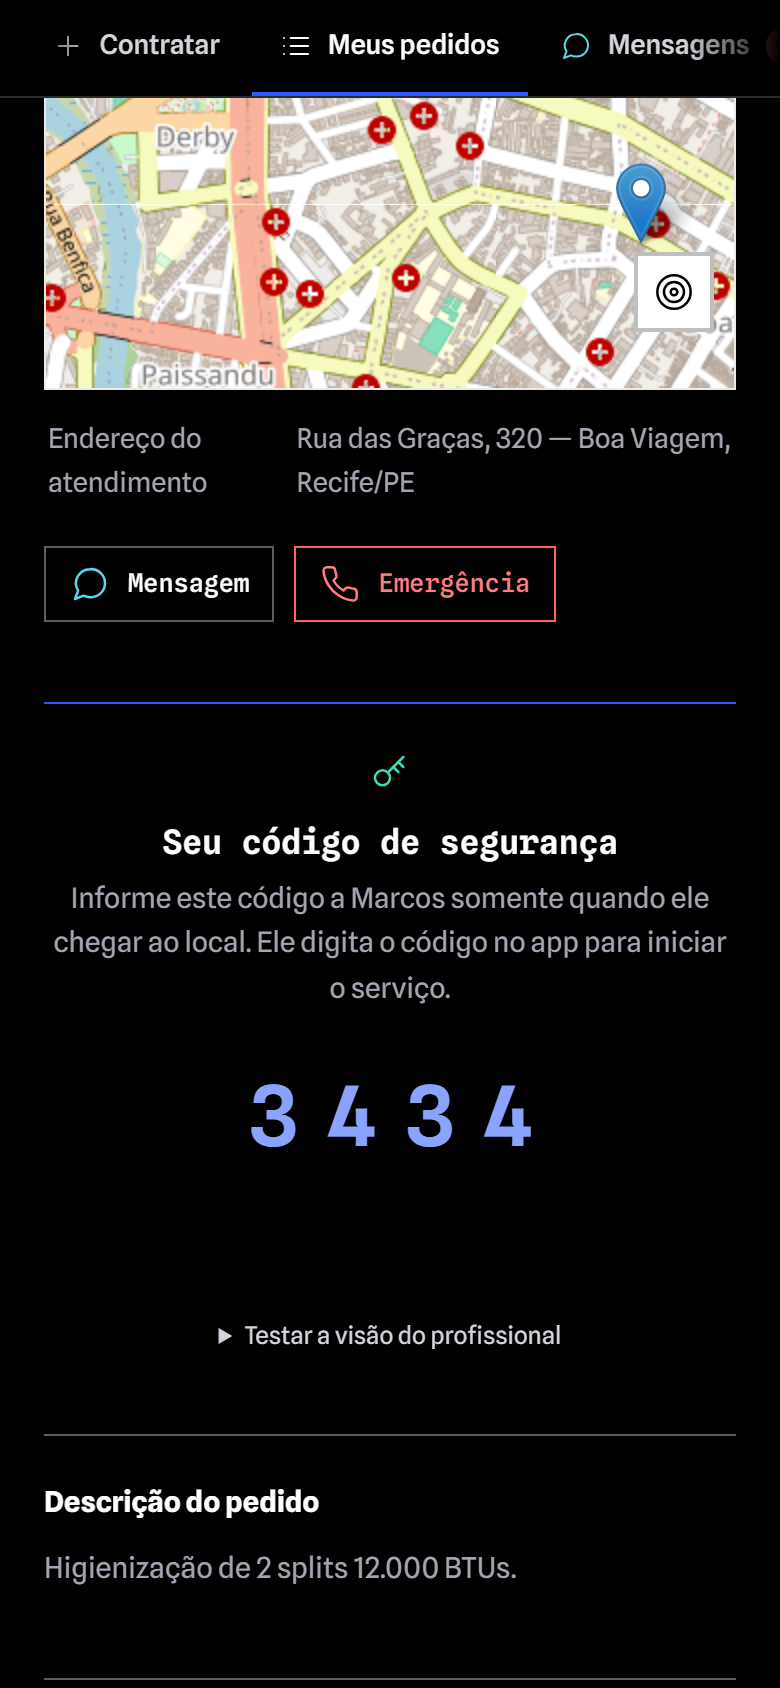 Contratar
Meus pedidos
Mensagens
Derby
Rua Benfica
Paissandu
Endereço do
atendimento
Rua das Graças, 320 — Boa Viagem,
Recife/PE
Mensagem
Emergência
Seu código de segurança
Informe este código a Marcos somente quando ele
chegar ao local. Ele digita o código no app para iniciar
o serviço.
3 4 3 4
Testar a visão do profissional
Descrição do pedido
Higienização de 2 splits 12.000 BTUs.